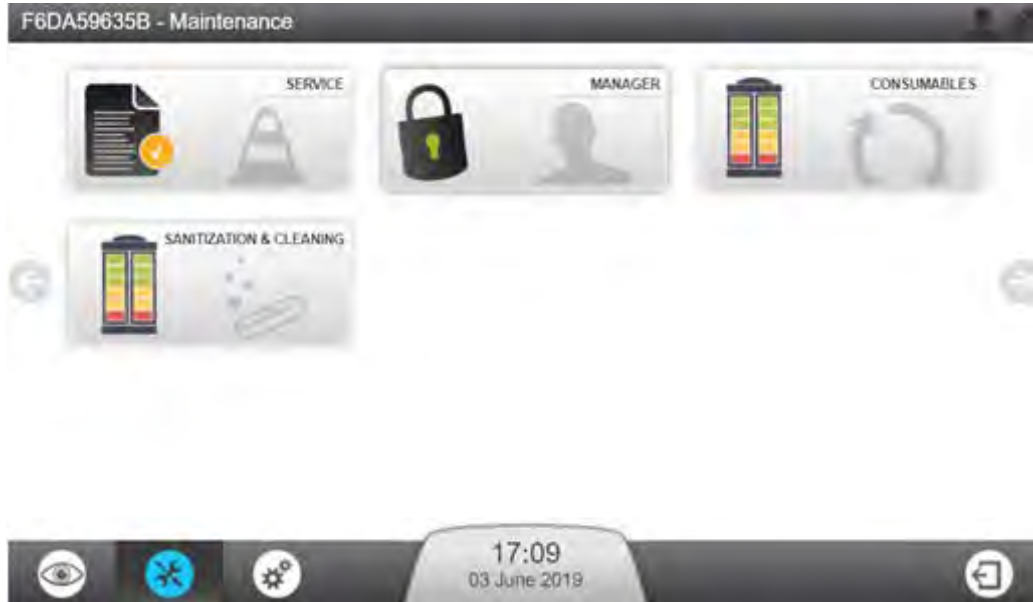 F6DA59635B - Maintenance
SERVICE
MANAGER
CONSUMABLES
SANITIZATION & CLEANING
17:09
03 June 2019